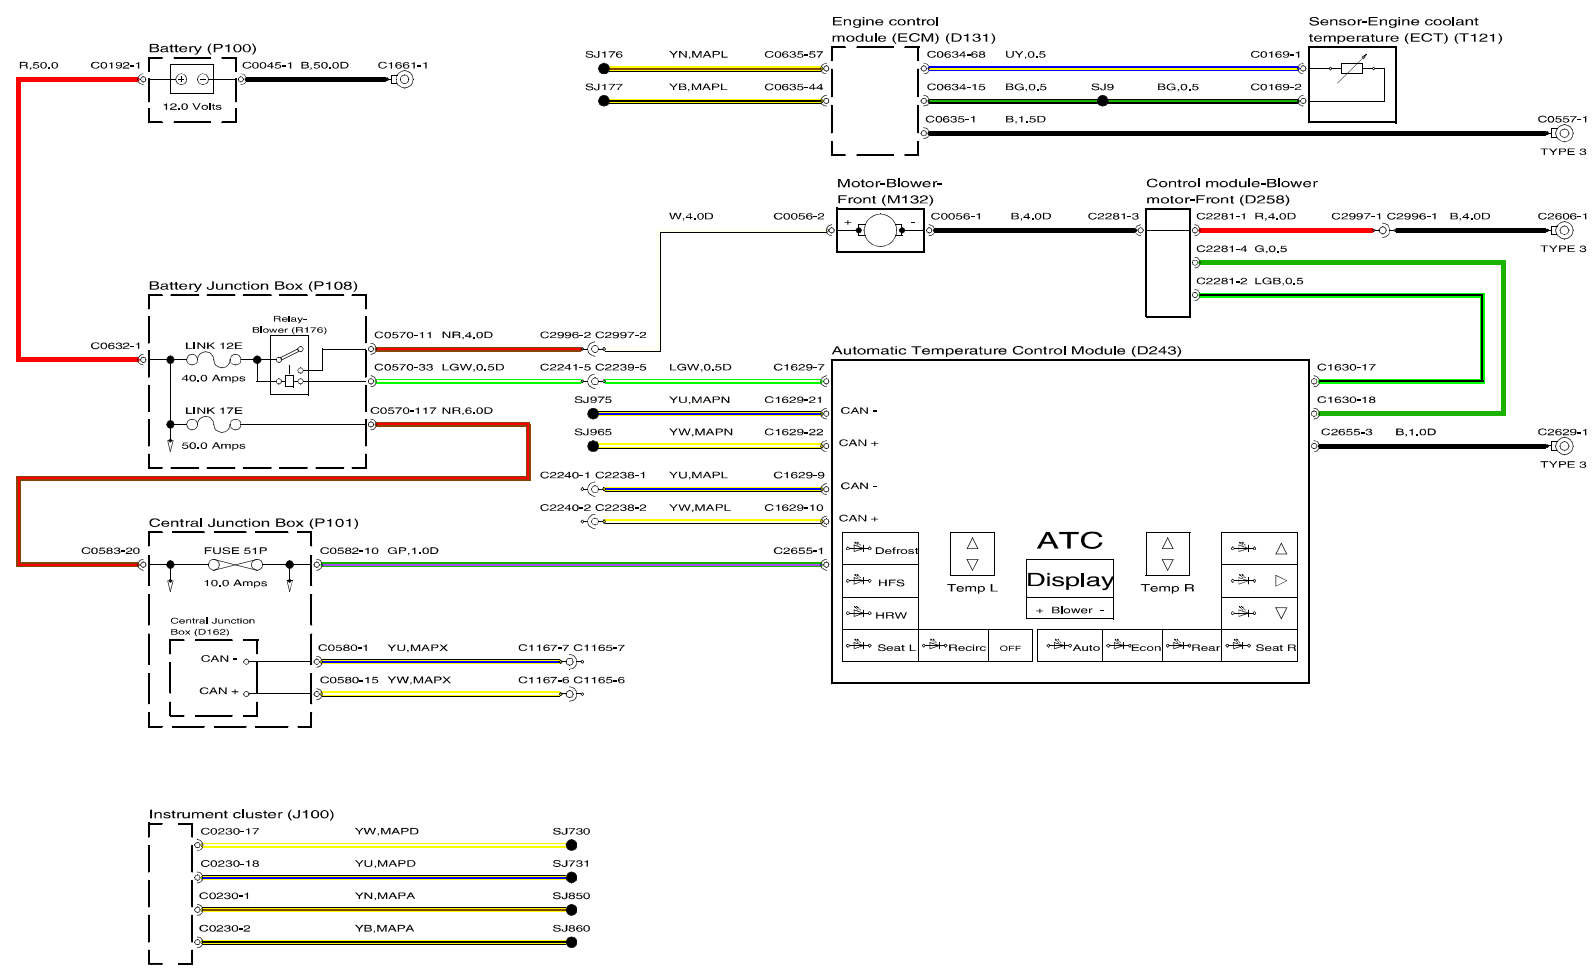 Engine control
module (ECM) (D131)
Sensor-Engine coolant
temperature (ECT) (T121)
Battery (P100)
R,50.0
C0192-1
C0045-1 B,50.0D
C1661-1
12.0 Volts
SJ176
YN,MAPL
C0635-57
C0634-68
UY,0.5
C0169-1
SJ177
YB,MAPL
C0635-44
C0634-15
BG,0.5
SJ9
BG,0.5
C0169-2
C0635-1
B,1.5D
C0557-1
TYPE 3
Motor-Blower-
Front (M132)
Control module-Blower
motor-Front (D258)
W,4.0D
C0056-2
+
-
C0056-1
B,4.0D
C2281-3
C2281-1 R,4.0D
C2997-1 C2996-1 B,4.0D
C2606-1
TYPE 3
C2281-4 G,0.5
C2281-2 LGB,0.5
Battery Junction Box (P108)
Relay-
Blower (R176)
C0632-1
LINK 12E
40.0 Amps
LINK 17E
50.0 Amps
C0570-11 NR,4.0D
C2996-2 C2997-2
C0570-33 LGW,0.5D
C2241-5 C2239-5
LGW,0.5D
C1629-7
C0570-117 NR,6.0D
Automatic Temperature Control Module (D243)
SJ975
YU,MAPN
C1629-21
CAN -
SJ965
YW,MAPN
C1629-22
CAN +
C2240-1 C2238-1
YU,MAPL
C1629-9
CAN -
C2240-2 C2238-2
YW,MAPL
C1629-10
CAN +
C1630-17
C1630-18
C2655-3
B,1.0D
C2629-1
TYPE 3
Central Junction Box (P101)
C0583-20
FUSE 51P
10.0 Amps
C0582-10 GP,1.0D
C2655-1
Defrost
HFS
HRW
Temp L
ATC
Display
+ Blower -
Temp R
Seat L
Recirc
OFF
Auto
Econ
Rear
Seat R
Central Junction
Box (D162)
CAN -
C0580-1
YU,MAPX
C1167-7 C1165-7
CAN +
C0580-15 YW,MAPX
C1167-6 C1165-6
Instrument cluster (J100)
C0230-17
YW,MAPD
SJ730
C0230-18
YU,MAPD
SJ731
C0230-1
YN,MAPA
SJ850
C0230-2
YB,MAPA
SJ860